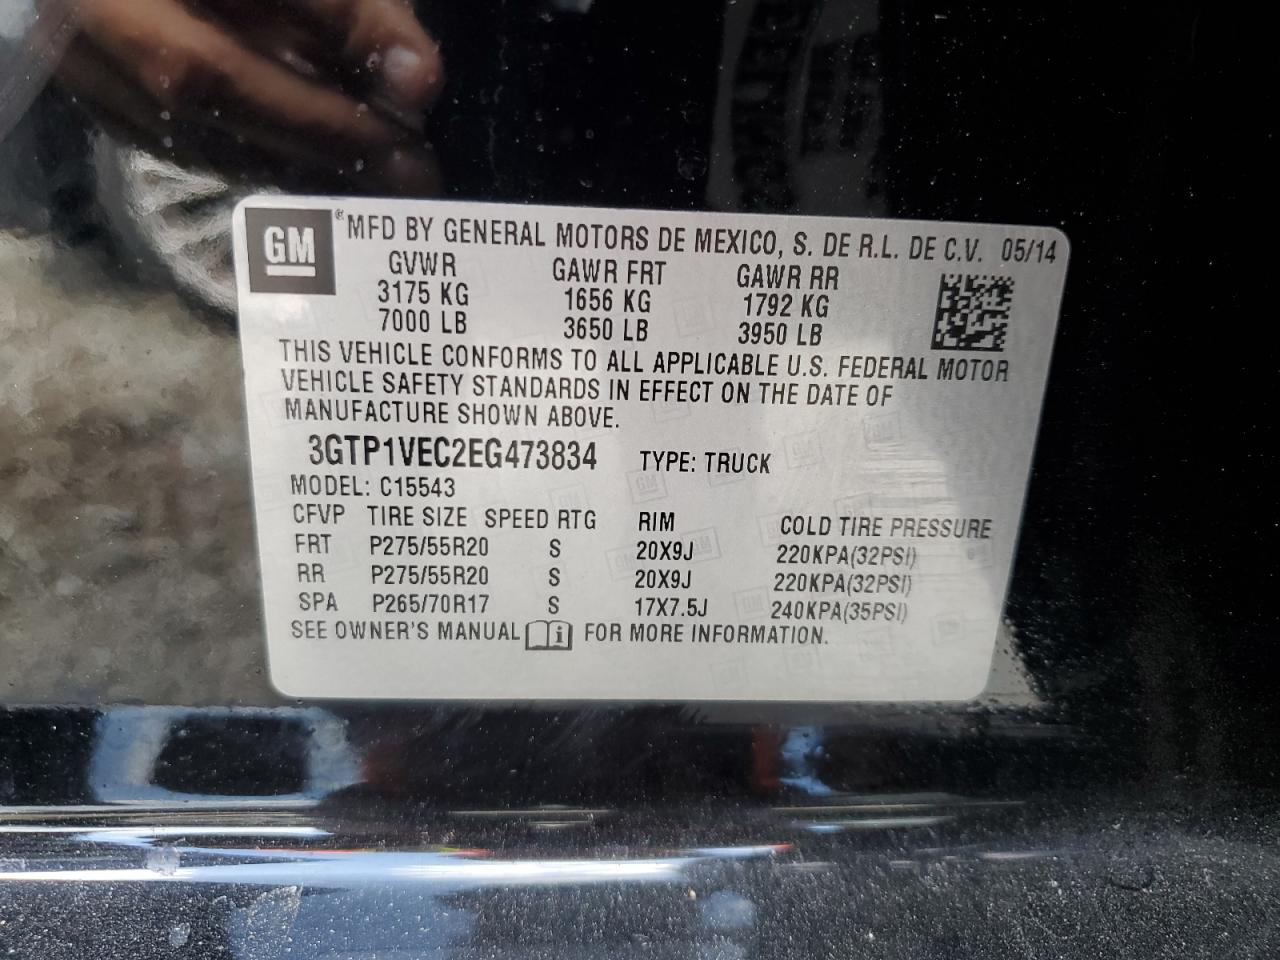 GM ® MFD BY GENERAL MOTORS DE MEXICO, S. DE R.L. DE C.V. 05/14
GVWR GAWR FRT GAWR RR
3175 KG 1656 KG 1792 KG
7000 LB 3650 LB 3950 LB
THIS VEHICLE CONFORMS TO ALL APPLICABLE U.S. FEDERAL MOTOR
VEHICLE SAFETY STANDARDS IN EFFECT ON THE DATE OF
MANUFACTURE SHOWN ABOVE.
3GTP1VEC2EG473834 TYPE: TRUCK
MODEL: C15543
CFVP TIRE SIZE SPEED RTG RIM COLD TIRE PRESSURE
FRT P275/55R20 S 20X9J 220KPA(32PSI)
RR P275/55R20 S 20X9J 220KPA(32PSI)
SPA P265/70R17 S 17X7.5J 240KPA(35PSI)
SEE OWNER'S MANUAL FOR MORE INFORMATION.